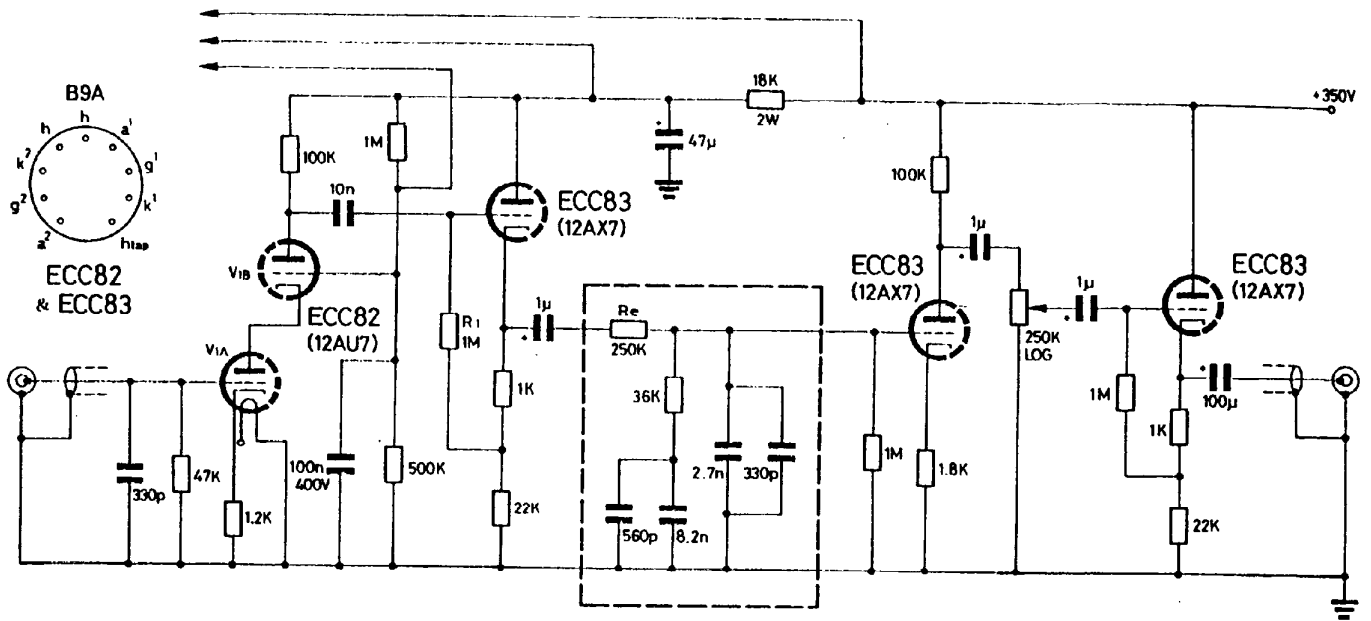 B9A
h
h
a¹
k²
g¹
g²
k¹
a²
htap
ECC82
& ECC83
330p
47K
V1A
1.2K
V1B
ECC82
(12AU7)
100K
10n
1M
100n
400V
500K
R1
1M
ECC83
(12AX7)
1µ
+
1K
22K
+
47µ
18K
2W
Re
250K
36K
560p
8.2n
2.7n
330p
1M
100K
ECC83
(12AX7)
1.8K
1µ
+
250K
LOG
1µ
+
1M
ECC83
(12AX7)
+
100µ
1K
22K
+350V